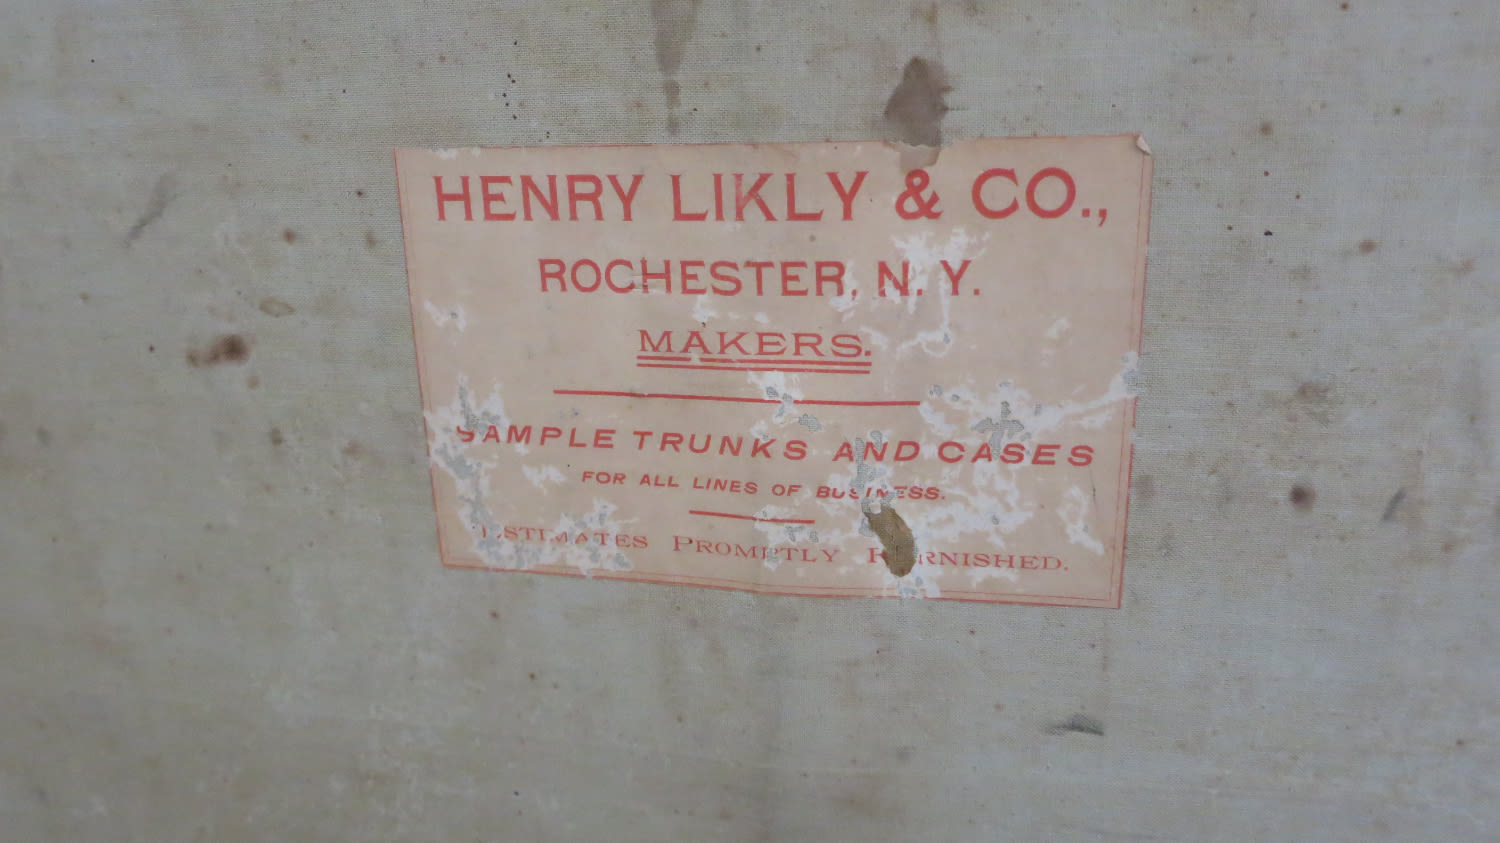 HENRY LIKLY & CO.,
ROCHESTER, N. Y.
MAKERS.
SAMPLE TRUNKS AND CASES
FOR ALL LINES OF BUSINESS.
ESTIMATES PROMPTLY FURNISHED.